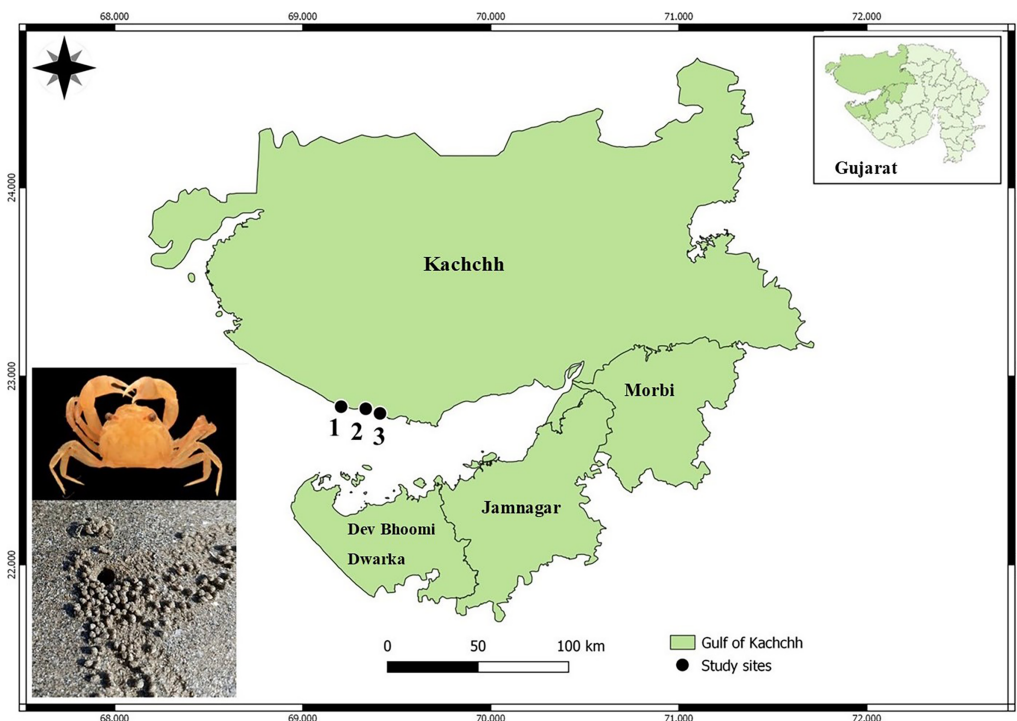 68.000 69.000 70.000 71.000 72.000
Gujarat
24.000
Kachchh
23.000
Morbi
1 2 3
Jamnagar
Dev Bhoomi
Dwarka
22.000
0 50 100 km
Gulf of Kachchh
Study sites
68.000 69.000 70.000 71.000 72.000